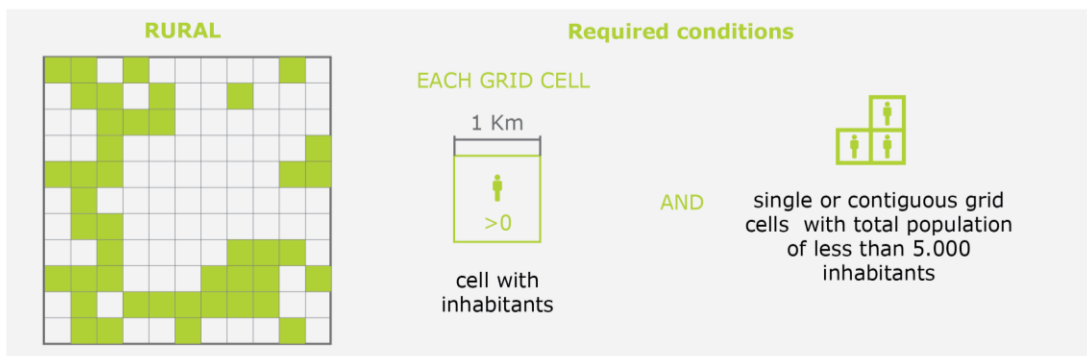 RURAL
Required conditions
EACH GRID CELL
1 Km
>0
cell with
inhabitants
AND
single or contiguous grid
cells with total population
of less than 5.000
inhabitants